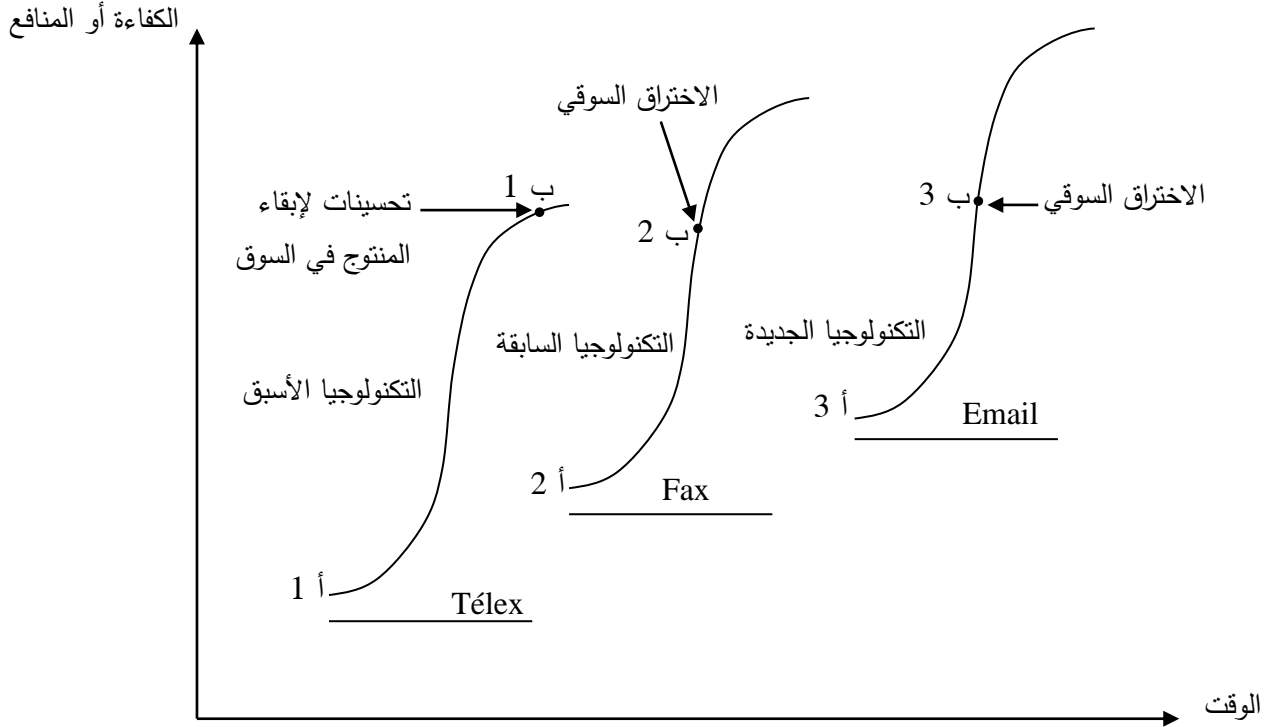 الكفاءة أو المنافع
الاختراق السوقي
ب 1
تحسينات لإبقاء
المنتوج في السوق
ب 2
ب 3
الاختراق السوقي
التكنولوجيا الأسبق
التكنولوجيا السابقة
التكنولوجيا الجديدة
أ 3
Email
أ 2
Fax
أ 1
Télex
الوقت